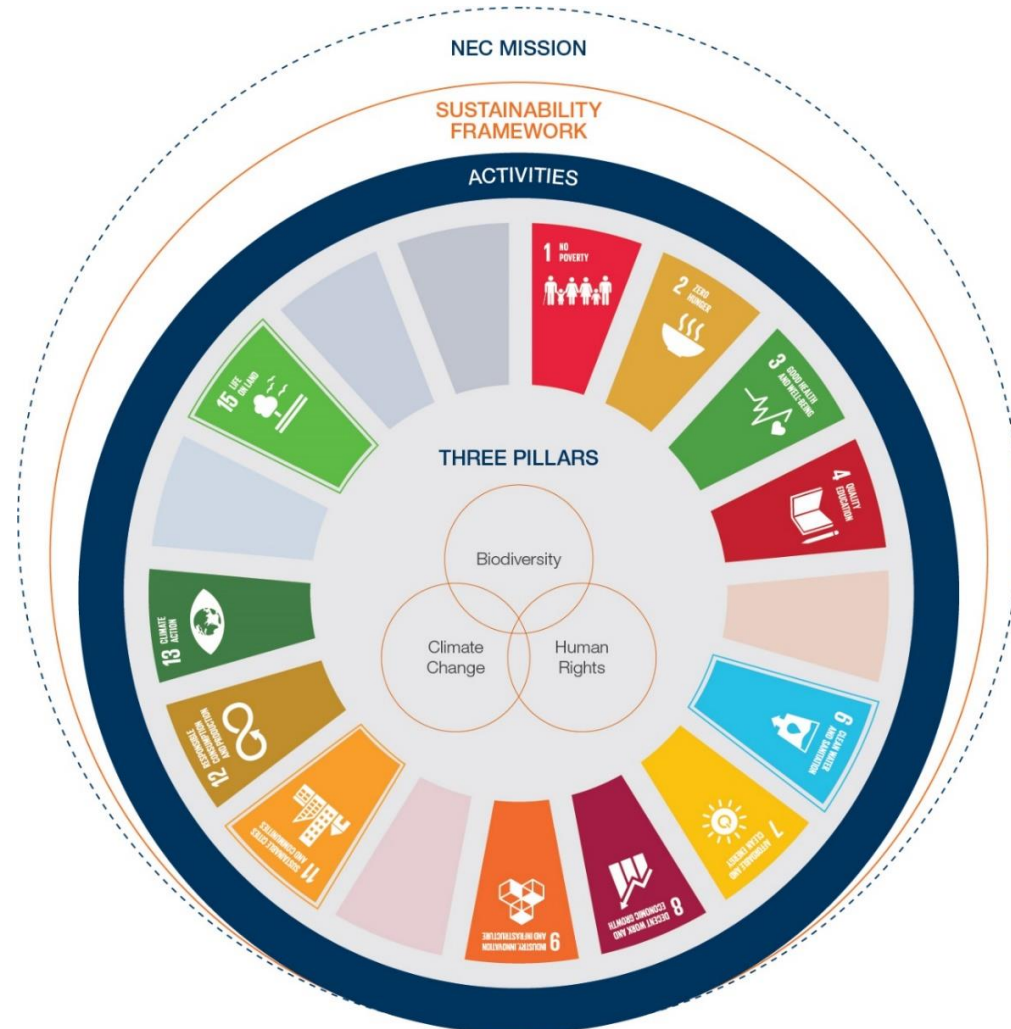 NEC MISSION
SUSTAINABILITY
FRAMEWORK
ACTIVITIES
1 NO
POVERTY
2 ZERO
HUNGER
3 GOOD HEALTH
AND WELL-BEING
4 QUALITY
EDUCATION
6 CLEAN WATER
AND SANITATION
7 AFFORDABLE AND
CLEAN ENERGY
8 DECENT WORK AND
ECONOMIC GROWTH
9 INDUSTRY, INNOVATION
AND INFRASTRUCTURE
11 SUSTAINABLE CITIES
AND COMMUNITIES
12 RESPONSIBLE
CONSUMPTION
AND PRODUCTION
13 CLIMATE
ACTION
15 LIFE
ON LAND
THREE PILLARS
Biodiversity
Climate
Change
Human
Rights